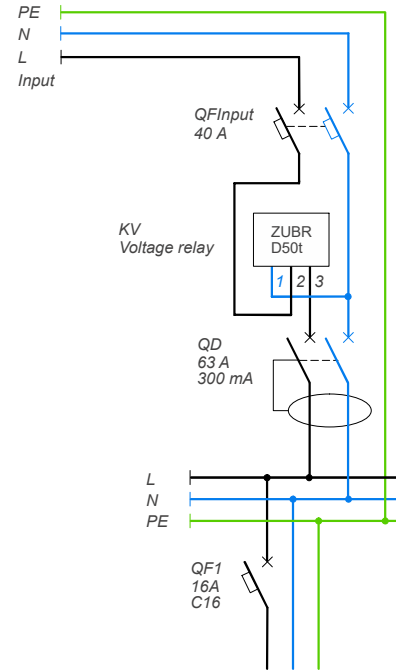 PE
N
L
Input
QFInput
40 A
KV
Voltage relay
ZUBR
D50t
1 2 3
QD
63 A
300 mA
L
N
PE
QF1
16A
C16